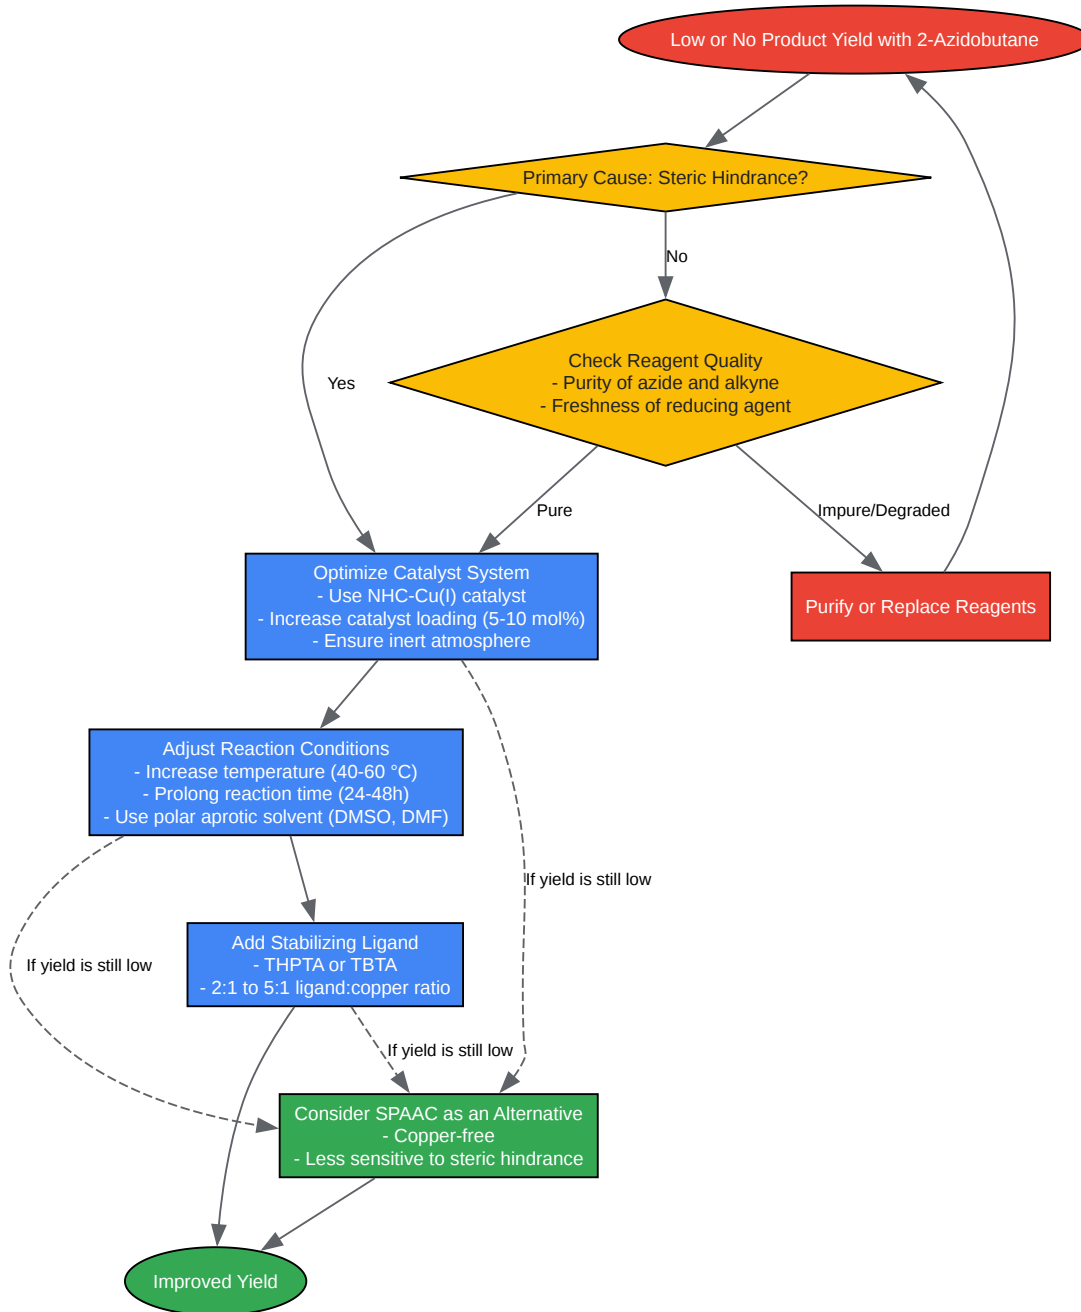 Low or No Product Yield with 2-Azidobutane
Primary Cause: Steric Hindrance?
No
Yes
Check Reagent Quality
- Purity of azide and alkyne
- Freshness of reducing agent
Pure
Impure/Degraded
Optimize Catalyst System
- Use NHC-Cu(I) catalyst
- Increase catalyst loading (5-10 mol%)
- Ensure inert atmosphere
Purify or Replace Reagents
Adjust Reaction Conditions
- Increase temperature (40-60 °C)
- Prolong reaction time (24-48h)
- Use polar aprotic solvent (DMSO, DMF)
If yield is still low
Add Stabilizing Ligand
- THPTA or TBTA
- 2:1 to 5:1 ligand:copper ratio
If yield is still low
If yield is still low
Consider SPAAC as an Alternative
- Copper-free
- Less sensitive to steric hindrance
Improved Yield